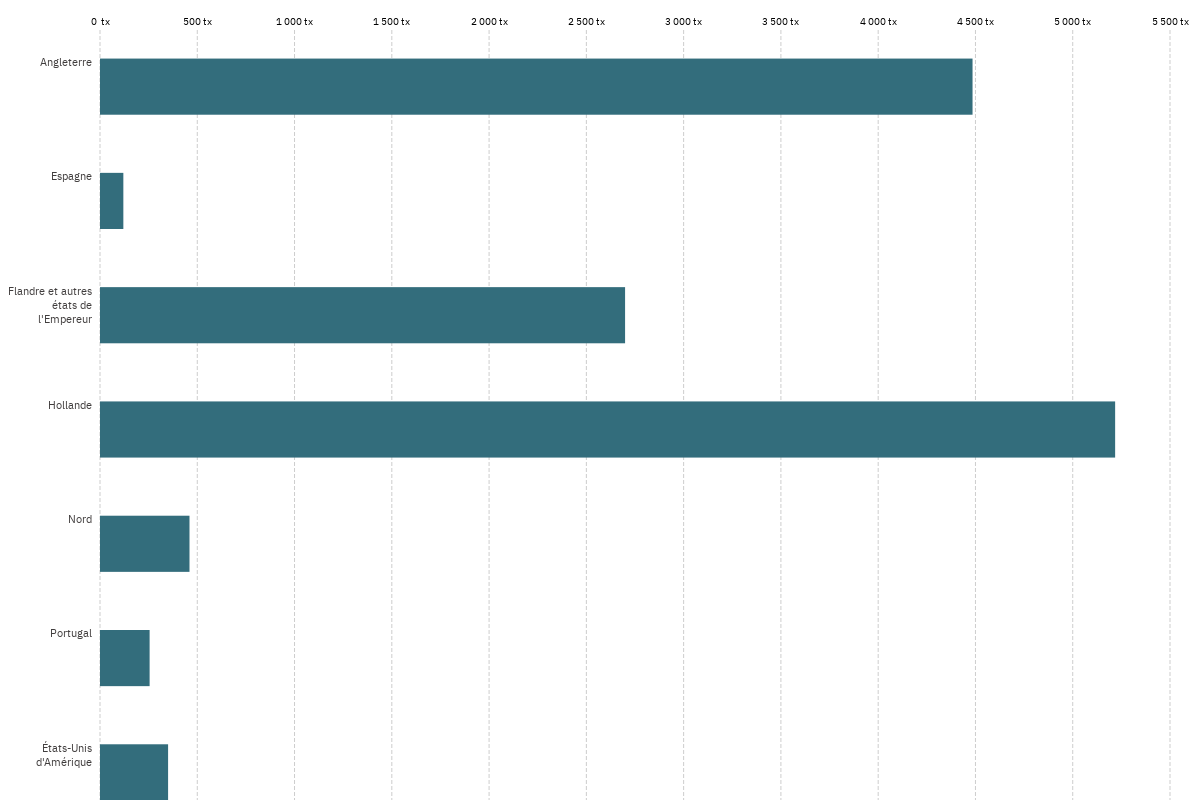 0 tx 500 tx 1 000 tx 1 500 tx 2 000 tx 2 500 tx 3 000 tx 3 500 tx 4 000 tx 4 500 tx 5 000 tx 5 500 tx
Angleterre
Espagne
Flandre et autres
états de
l'Empereur
Hollande
Nord
Portugal
États-Unis
d'Amérique